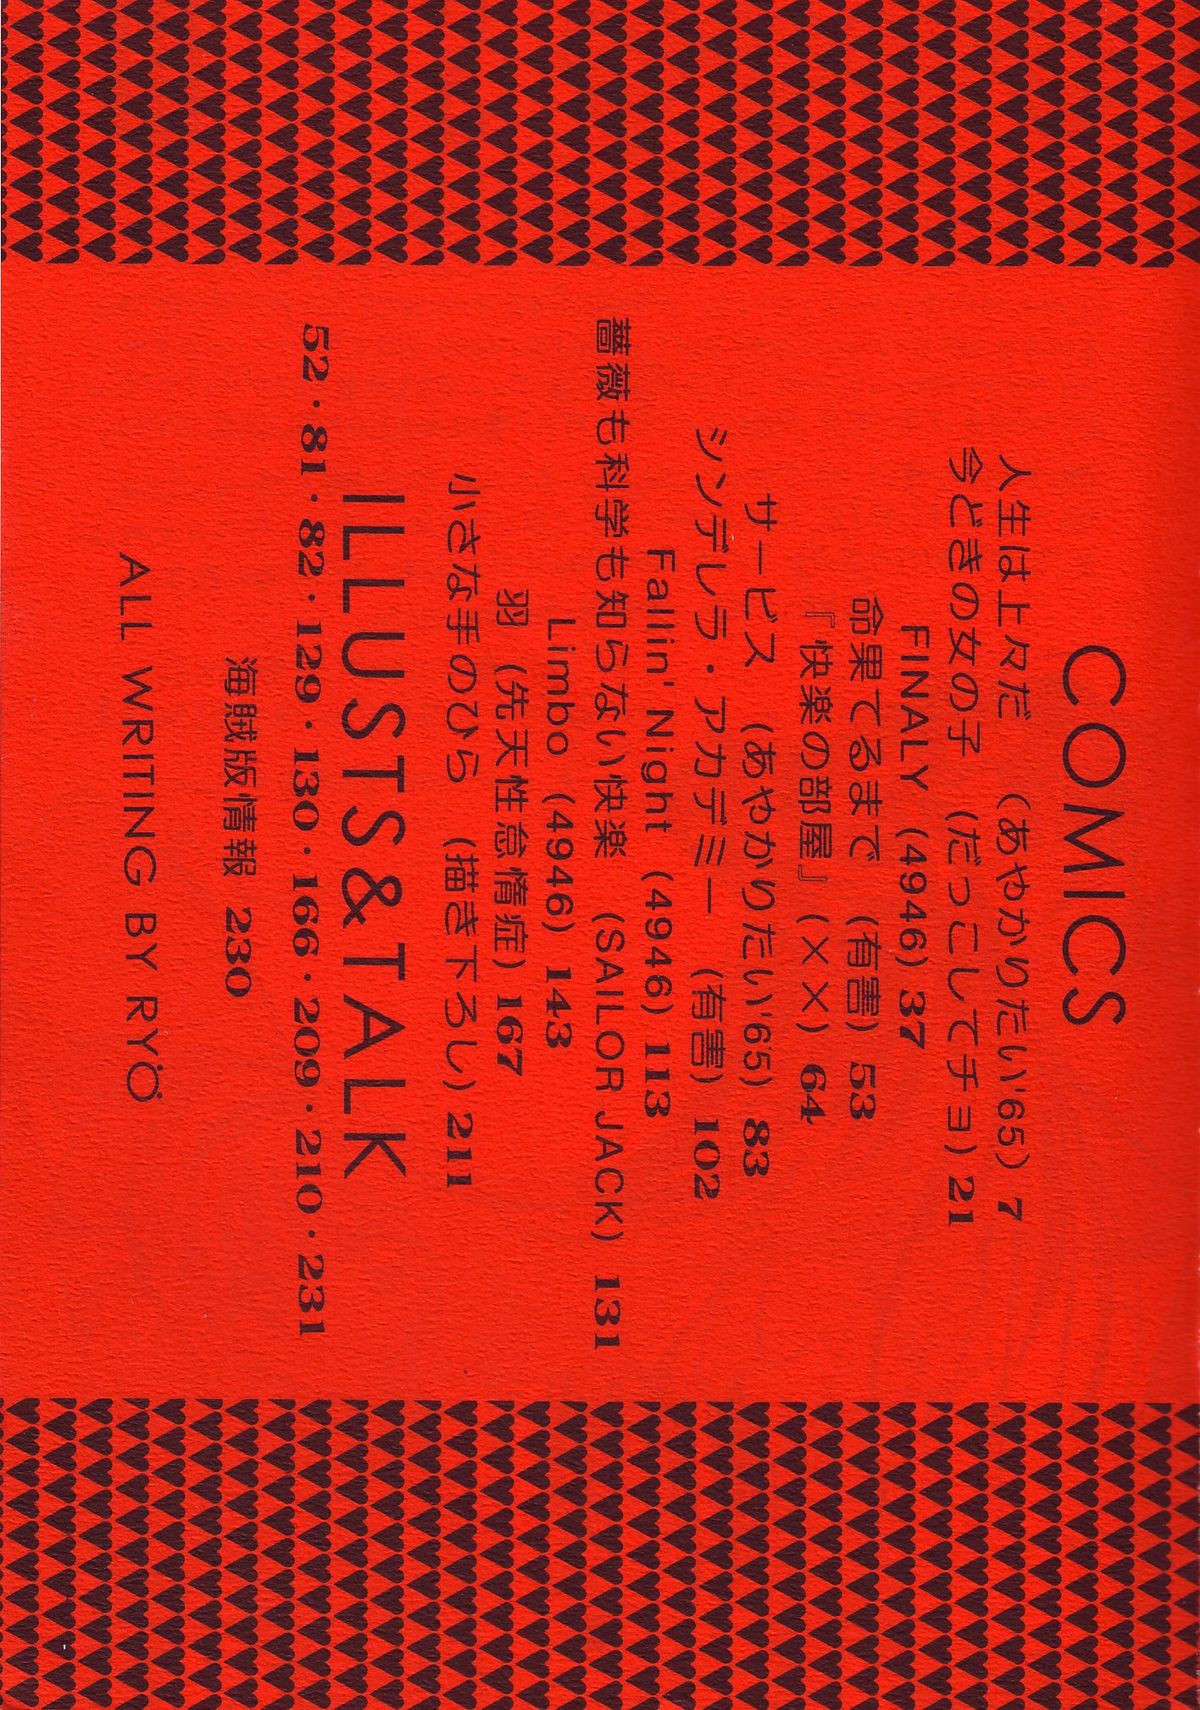 COMICS
人生は上々だ (あやかりたい'65) 7
今どきの女の子 (だっこしてチョ) 21
FINALY (4946) 37
命果てるまで (有害) 53
『快楽の部屋』 (××) 64
サービス (あやかりたい'65) 83
シンデレラ・アカデミー (有害) 102
Fallin' Night (4946) 113
薔薇も科学も知らない快楽 (SAILOR JACK) 131
Limbo (4946) 143
羽 (先天性怠惰症) 167
小さな手のひら (描き下ろし) 211
ILLUSTS&TALK
52・81・82・129・130・166・209・210・231
海賊版情報 230
ALL WRITING BY RYÖ